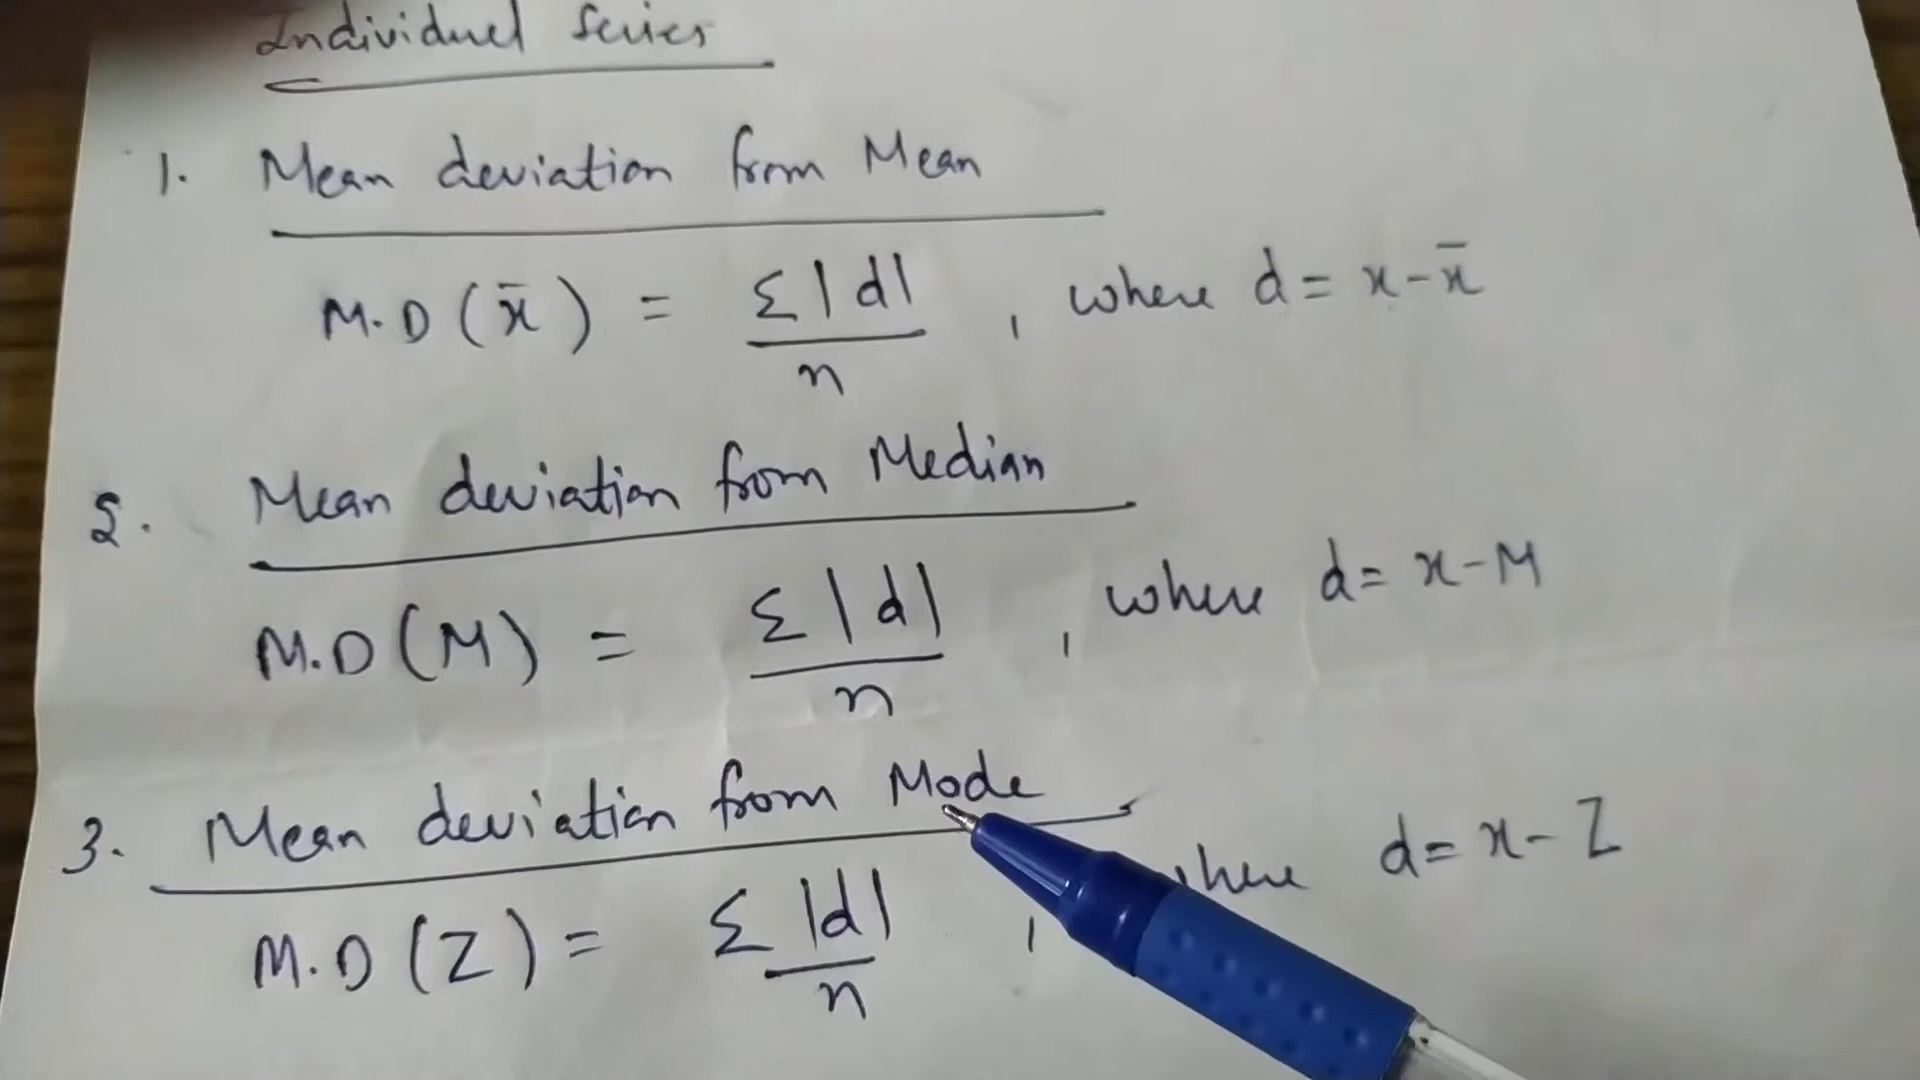 Individual Series
1. Mean deviation from Mean
M.D (x̄) = Σ|d| / n , where d = x - x̄
2. Mean deviation from Median
M.D (M) = Σ|d| / n , where d = x - M
3. Mean deviation from Mode
M.D (Z) = Σ|d| / n , where d = x - Z